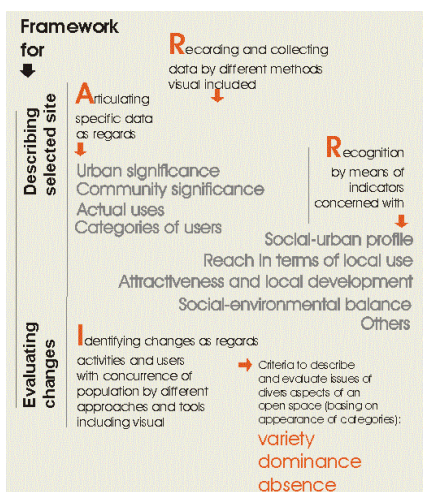 Framework
for
Recording and collecting
data by different methods
visual included
Describing
selected site
Articulating
specific data
as regards
Urban significance
Community significance
Actual uses
Categories of users
Recognition
by means of
indicators
concerned with
Social-urban profile
Reach in terms of local use
Attractiveness and local development
Social-environmental balance
Others
Evaluating
changes
Identifying changes as regards
activities and users
with concurrence of
population by different
approaches and tools
including visual
Criteria to describe
and evaluate issues of
divers aspects of an
open space (basing on
appearance of categories):
variety
dominance
absence